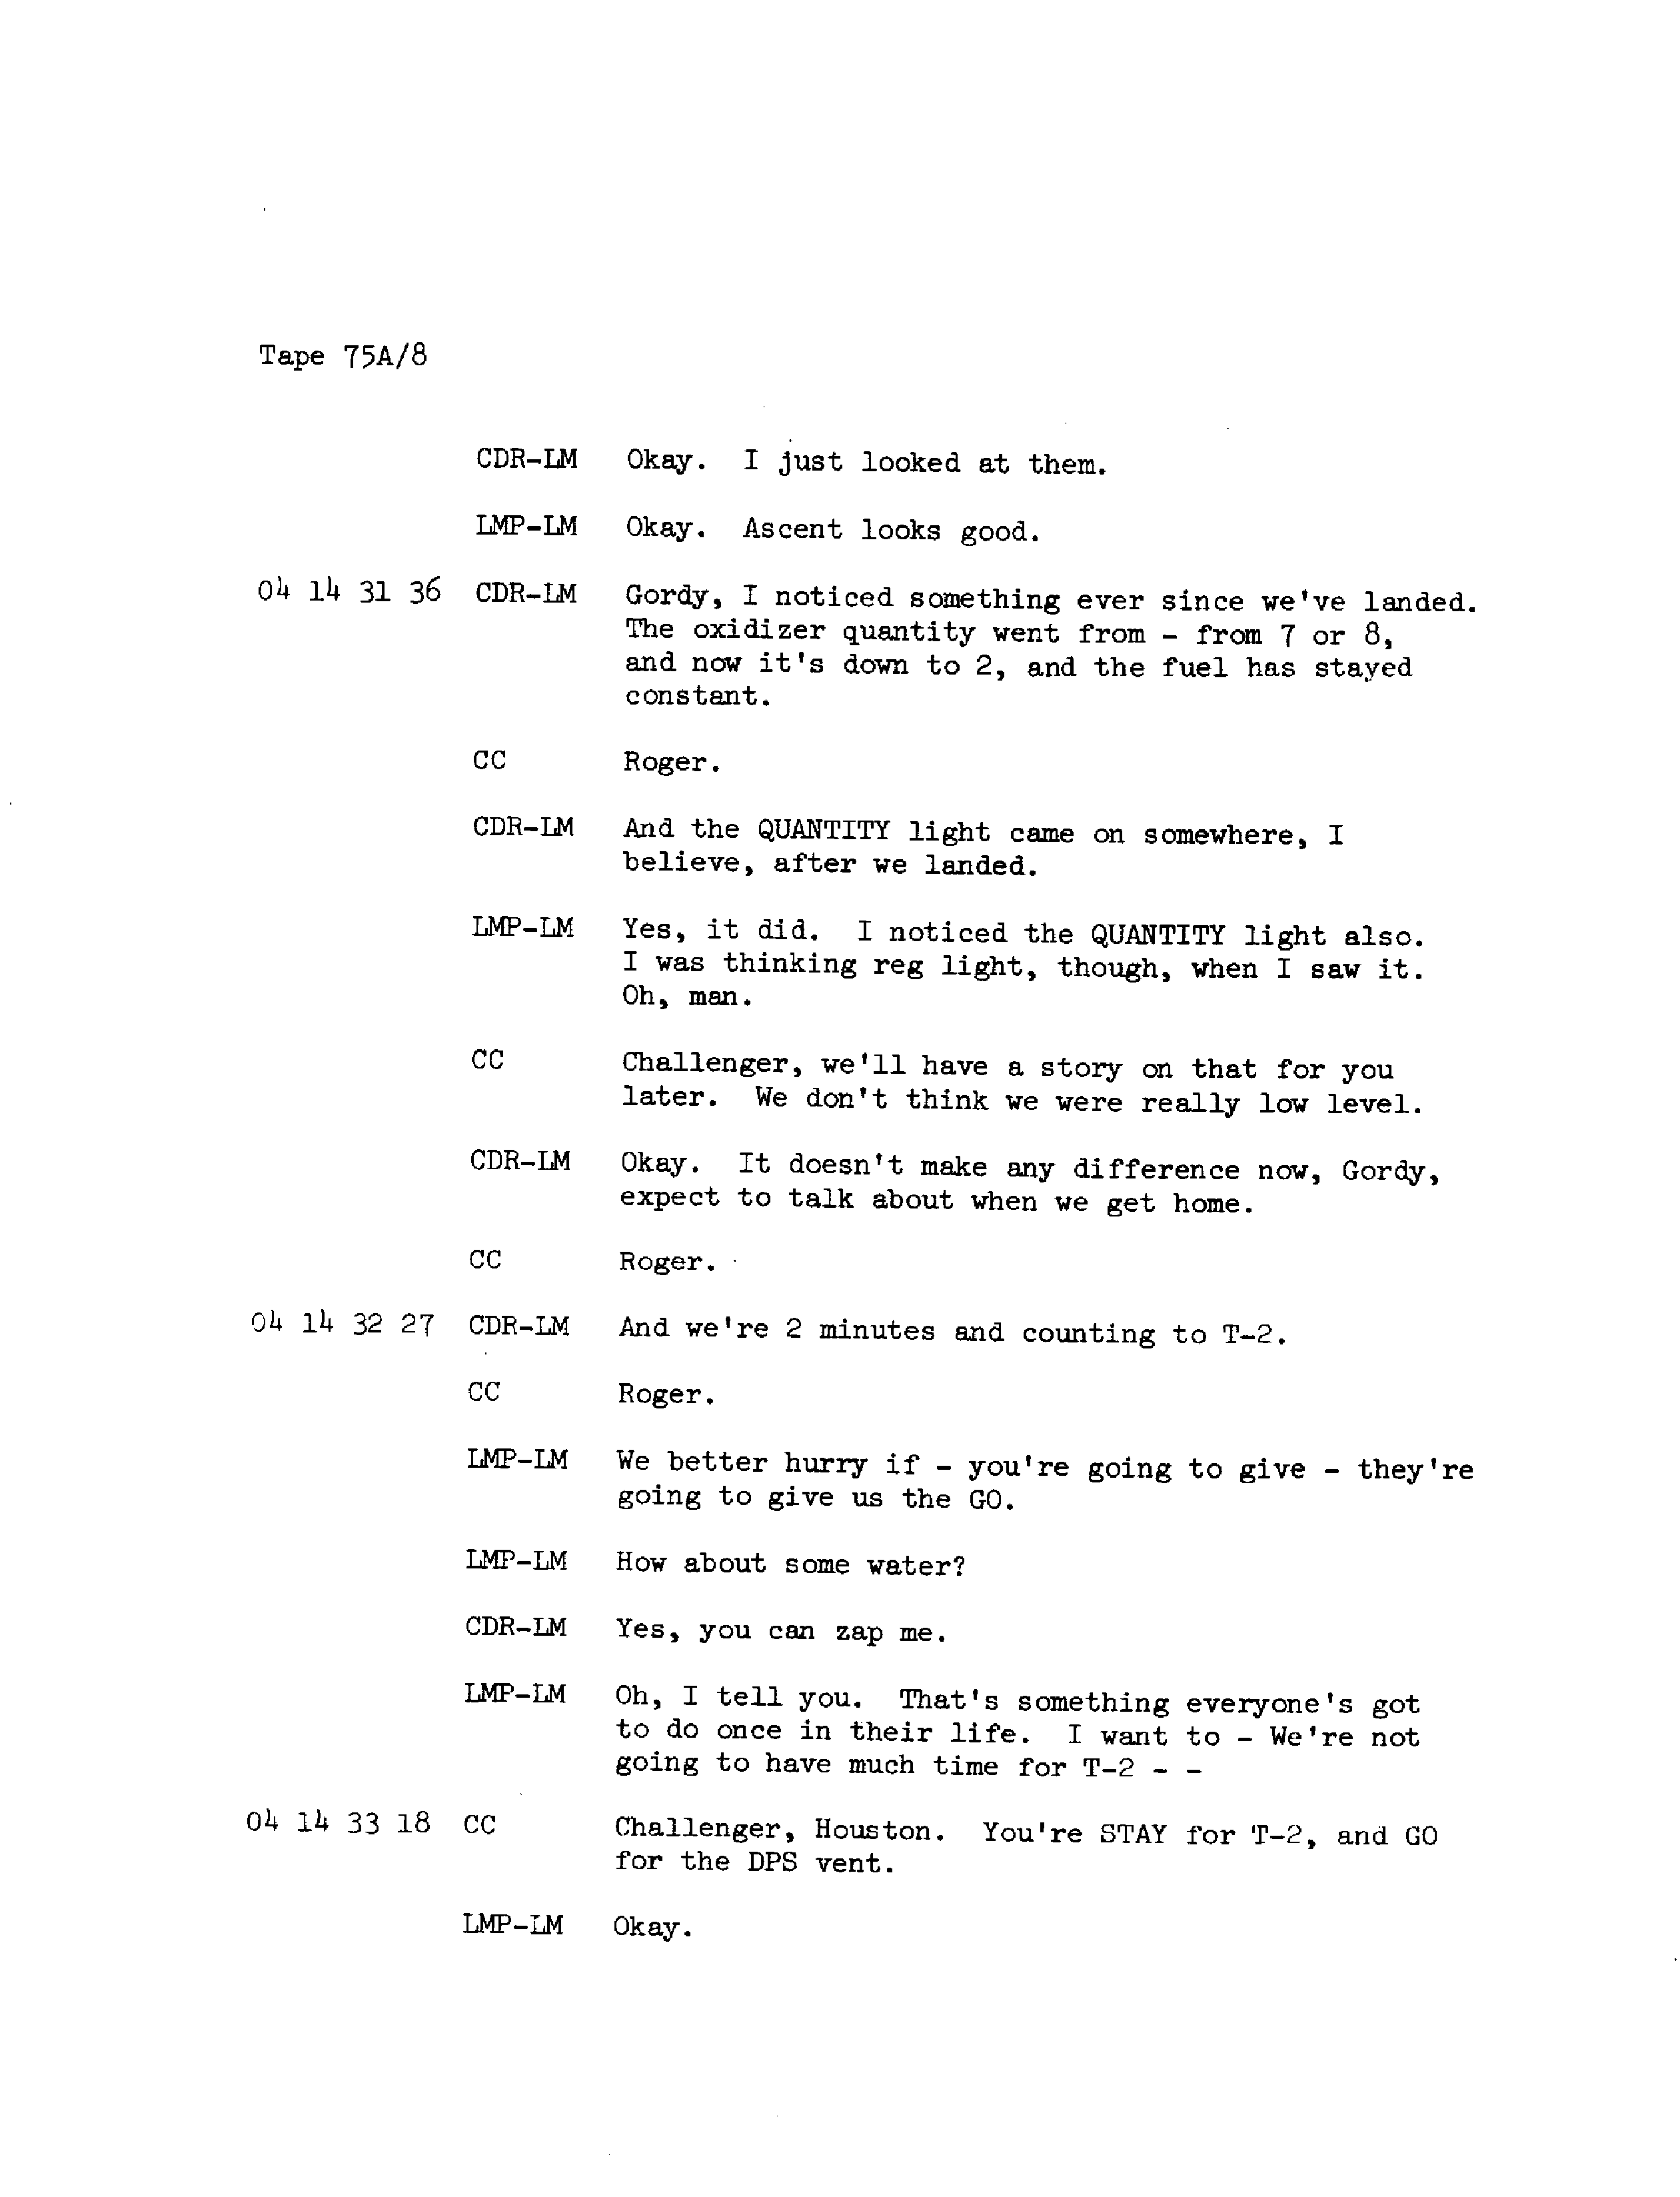 Tape 75A/8
CDR-LM Okay. I just looked at them.
LMP-LM Okay. Ascent looks good.
04 14 31 36 CDR-LM Gordy, I noticed something ever since we've landed.
The oxidizer quantity went from - from 7 or 8,
and now it's down to 2, and the fuel has stayed
constant.
CC Roger.
CDR-LM And the QUANTITY light came on somewhere, I
believe, after we landed.
LMP-LM Yes, it did. I noticed the QUANTITY light also.
I was thinking reg light, though, when I saw it.
Oh, man.
CC Challenger, we'll have a story on that for you
later. We don't think we were really low level.
CDR-LM Okay. It doesn't make any difference now, Gordy,
expect to talk about when we get home.
CC Roger.
04 14 32 27 CDR-LM And we're 2 minutes and counting to T-2.
CC Roger.
LMP-LM We better hurry if - you're going to give - they're
going to give us the GO.
LMP-LM How about some water?
CDR-LM Yes, you can zap me.
LMP-LM Oh, I tell you. That's something everyone's got
to do once in their life. I want to - We're not
going to have much time for T-2 - -
04 14 33 18 CC Challenger, Houston. You're STAY for T-2, and GO
for the DPS vent.
LMP-LM Okay.